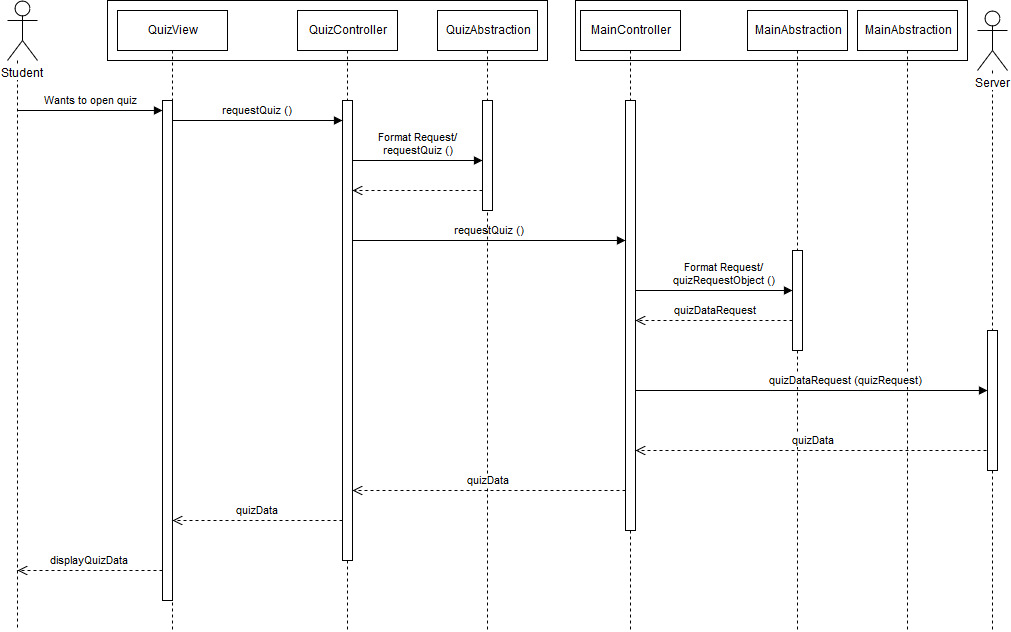 QuizView
QuizController
QuizAbstraction
MainController
MainAbstraction
MainAbstraction
Student
Server
Wants to open quiz
requestQuiz ()
Format Request/
requestQuiz ()
requestQuiz ()
Format Request/
quizRequestObject ()
quizDataRequest
quizDataRequest (quizRequest)
quizData
quizData
quizData
displayQuizData